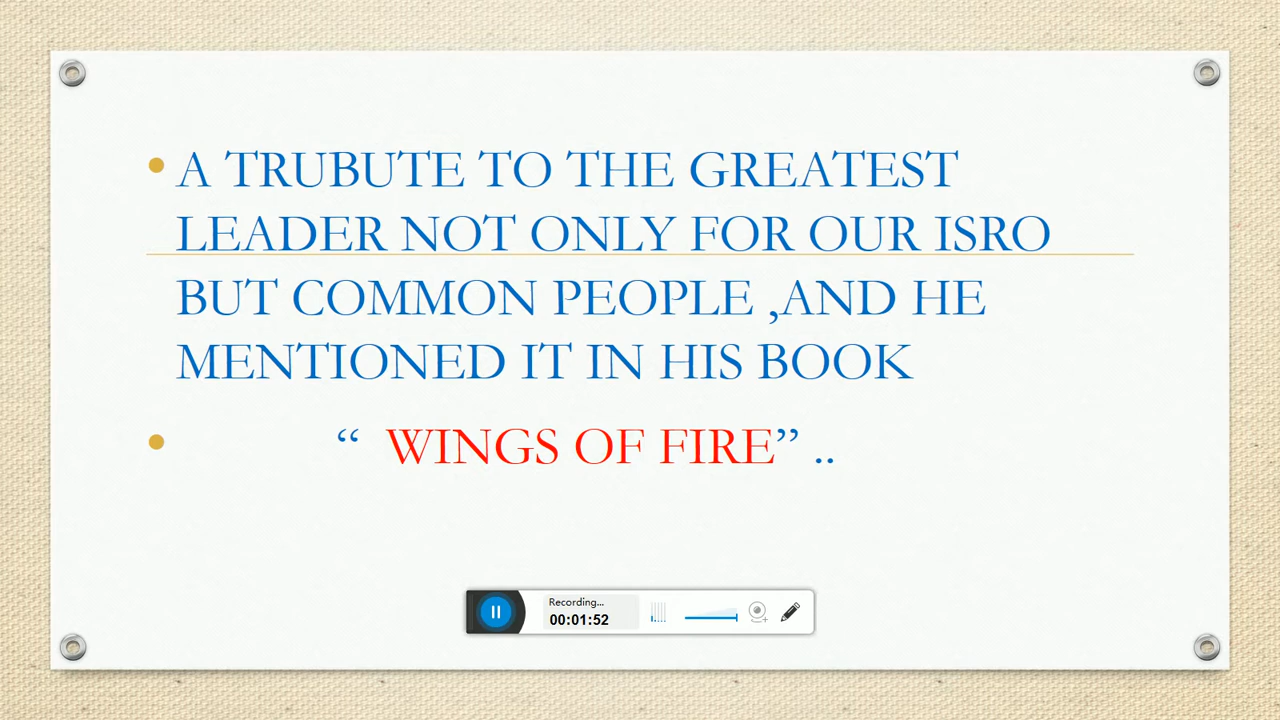 A TRUBUTE TO THE GREATEST
LEADER NOT ONLY FOR OUR ISRO
BUT COMMON PEOPLE ,AND HE
MENTIONED IT IN HIS BOOK
“ WINGS OF FIRE” ..
Recording...
00:01:52